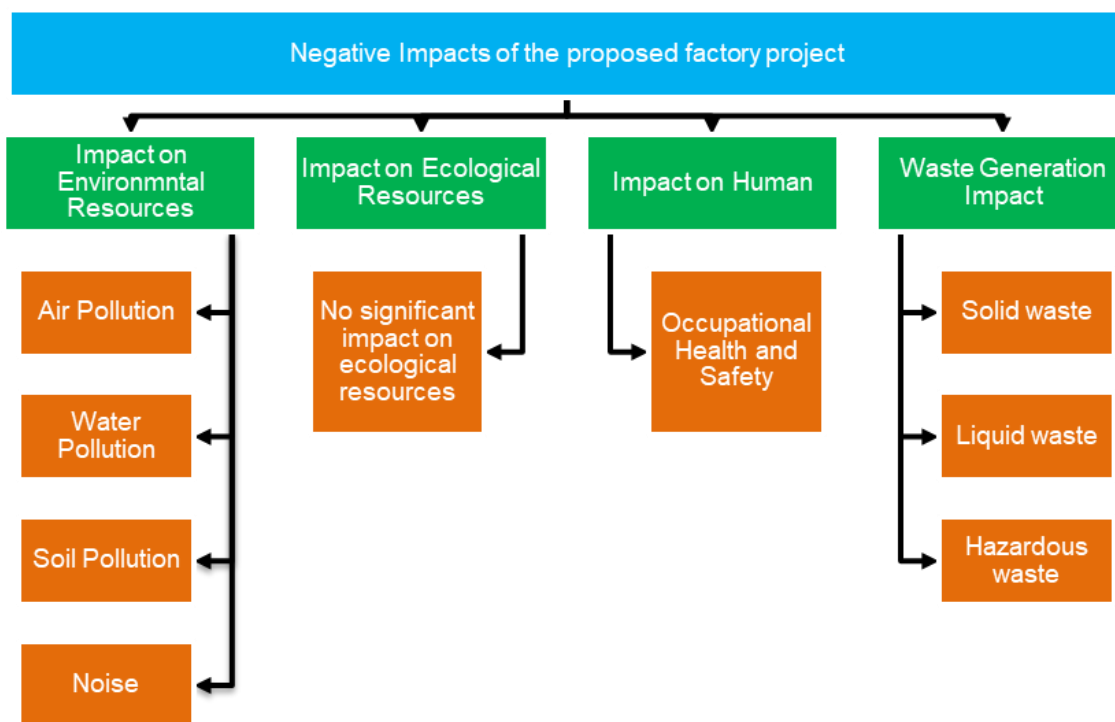 Negative Impacts of the proposed factory project
Impact on
Environmntal
Resources
Impact on Ecological
Resources
Impact on Human
Waste Generation
Impact
Air Pollution
Water
Pollution
Soil Pollution
Noise
No significant
impact on
ecological
resources
Occupational
Health and
Safety
Solid waste
Liquid waste
Hazardous
waste